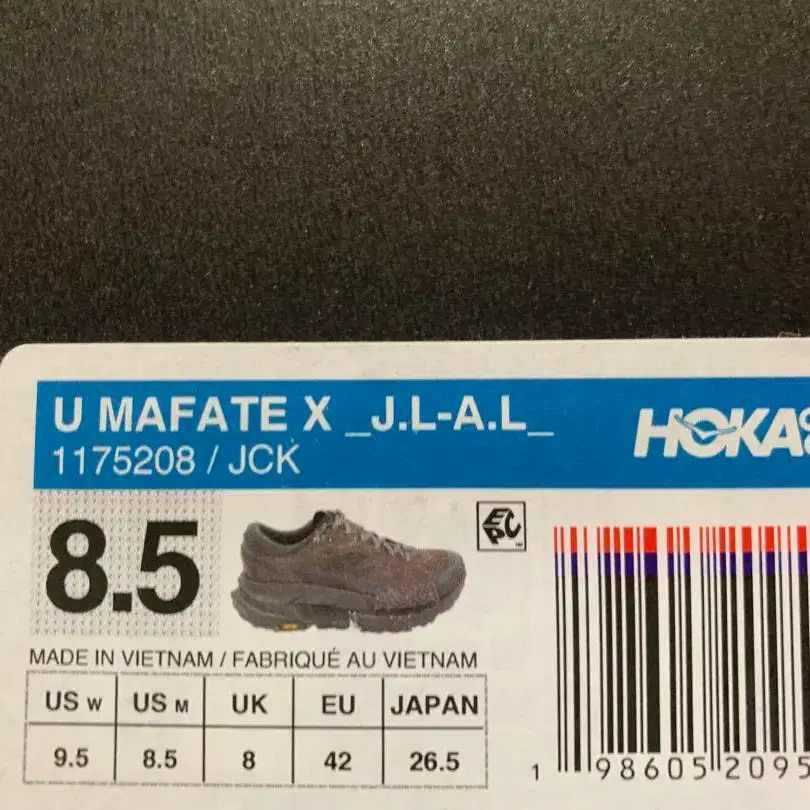 U MAFATE X _J.L-A.L_
1175208 / JCK
HOKA
8.5
EPC
MADE IN VIETNAM / FABRIQUÉ AU VIETNAM
US W US M UK EU JAPAN
9.5 8.5 8 42 26.5
1 98605 2095